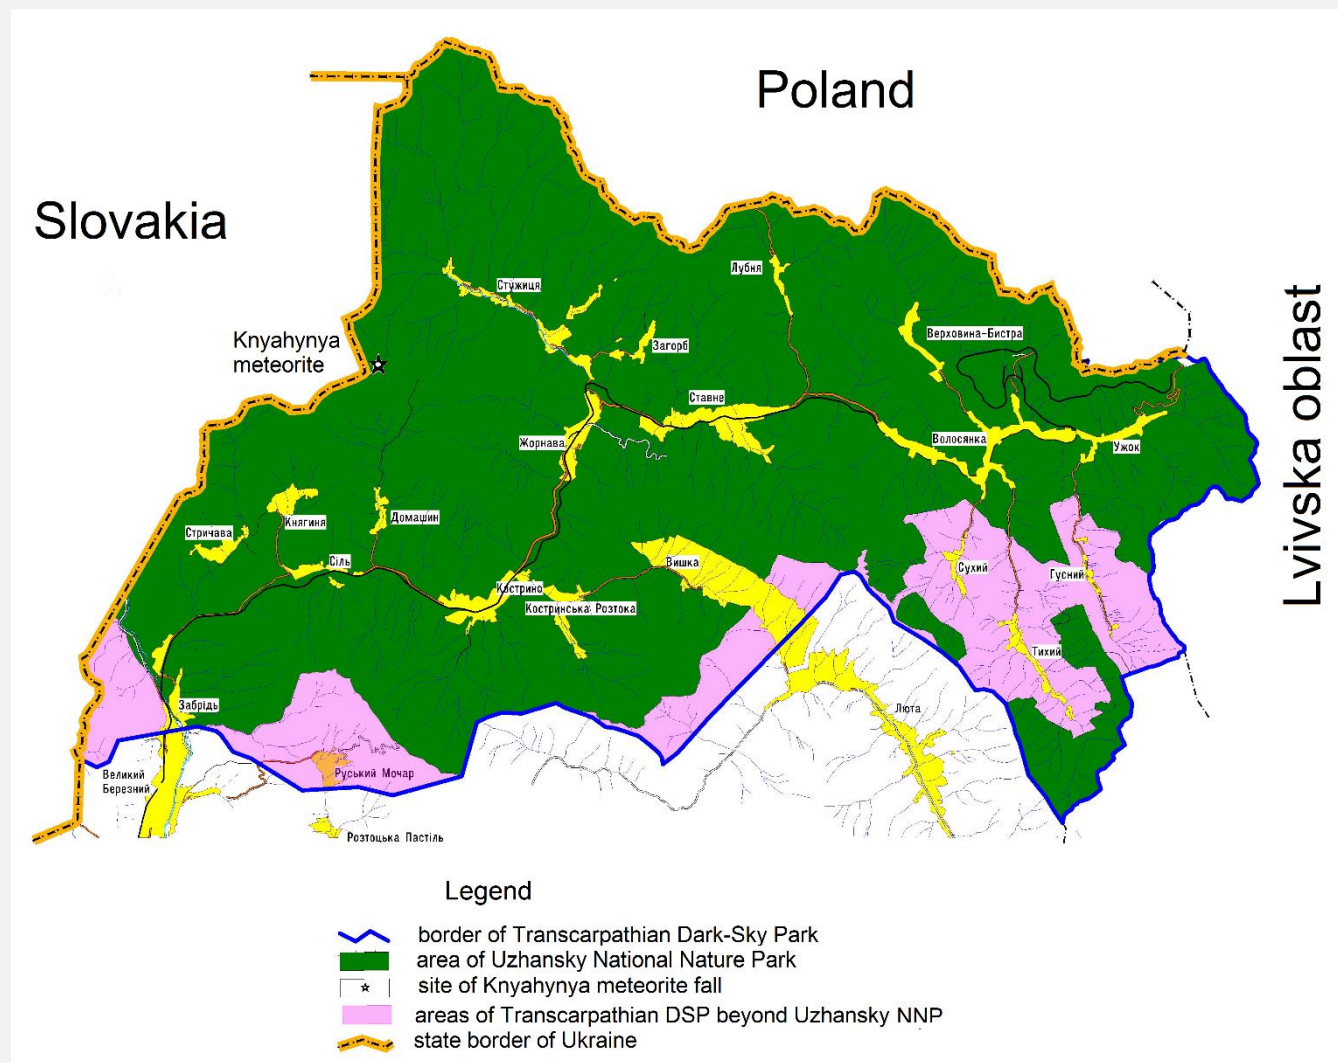 Poland
Slovakia
Lvivska oblast
Knyahynya
meteorite
Стужиця
Лубня
Загорб
Верховина-Бистра
Ставне
Жорнава
Волосянка
Ужок
Княгиня
Домашин
Стричава
Сіль
Вишка
Сухий
Гусний
Кострино
Костринська Розтока
Тихий
Забрідь
Люта
Великий
Березний
Руський Мочар
Розтоцька Пастіль
Legend
border of Transcarpathian Dark-Sky Park
area of Uzhansky National Nature Park
site of Knyahynya meteorite fall
areas of Transcarpathian DSP beyond Uzhansky NNP
state border of Ukraine